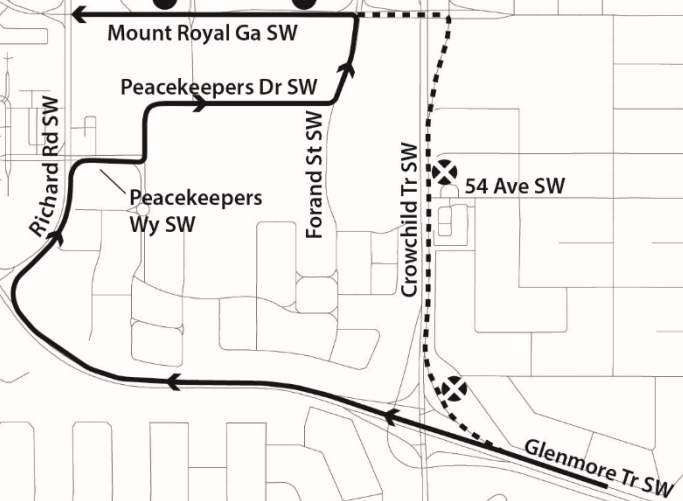 Mount Royal Ga SW
Peacekeepers Dr SW
Richard Rd SW
Forand St SW
Crowchild Tr SW
54 Ave SW
Peacekeepers
Wy SW
Glenmore Tr SW